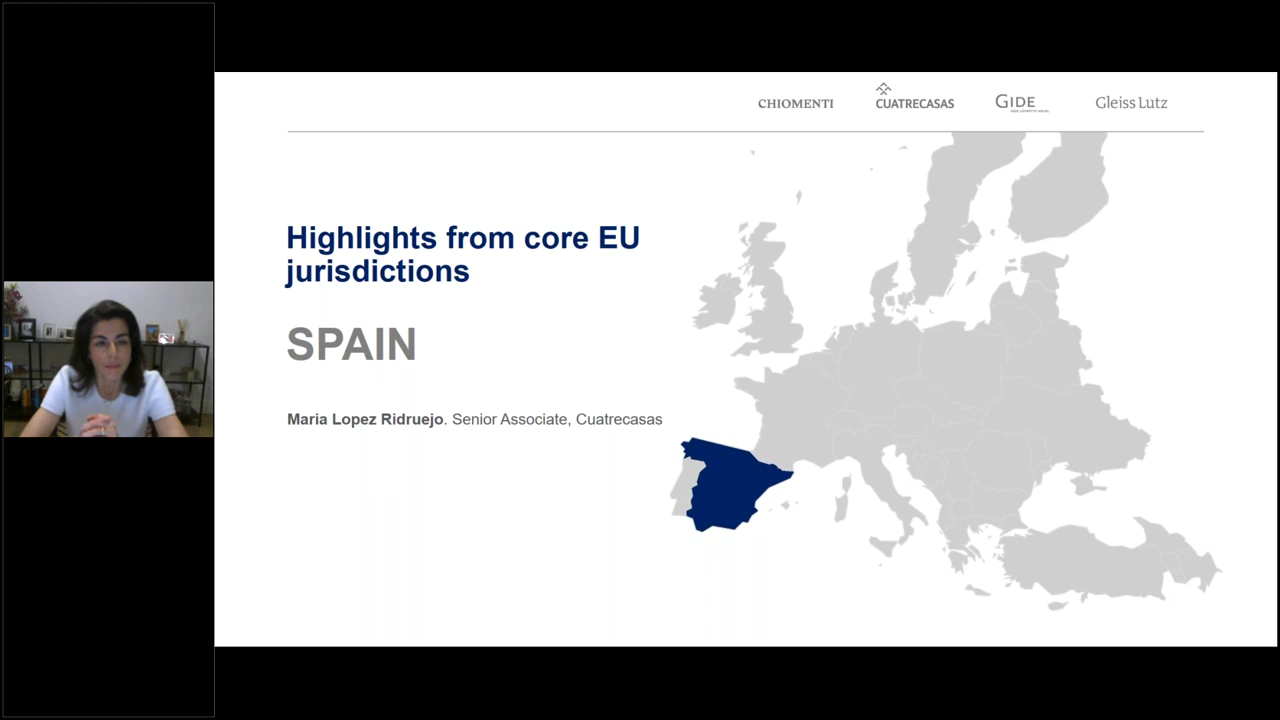 CHIOMENTI CUATRECASAS GIDE Gleiss Lutz
Highlights from core EU
jurisdictions
SPAIN
Maria Lopez Ridruejo. Senior Associate, Cuatrecasas